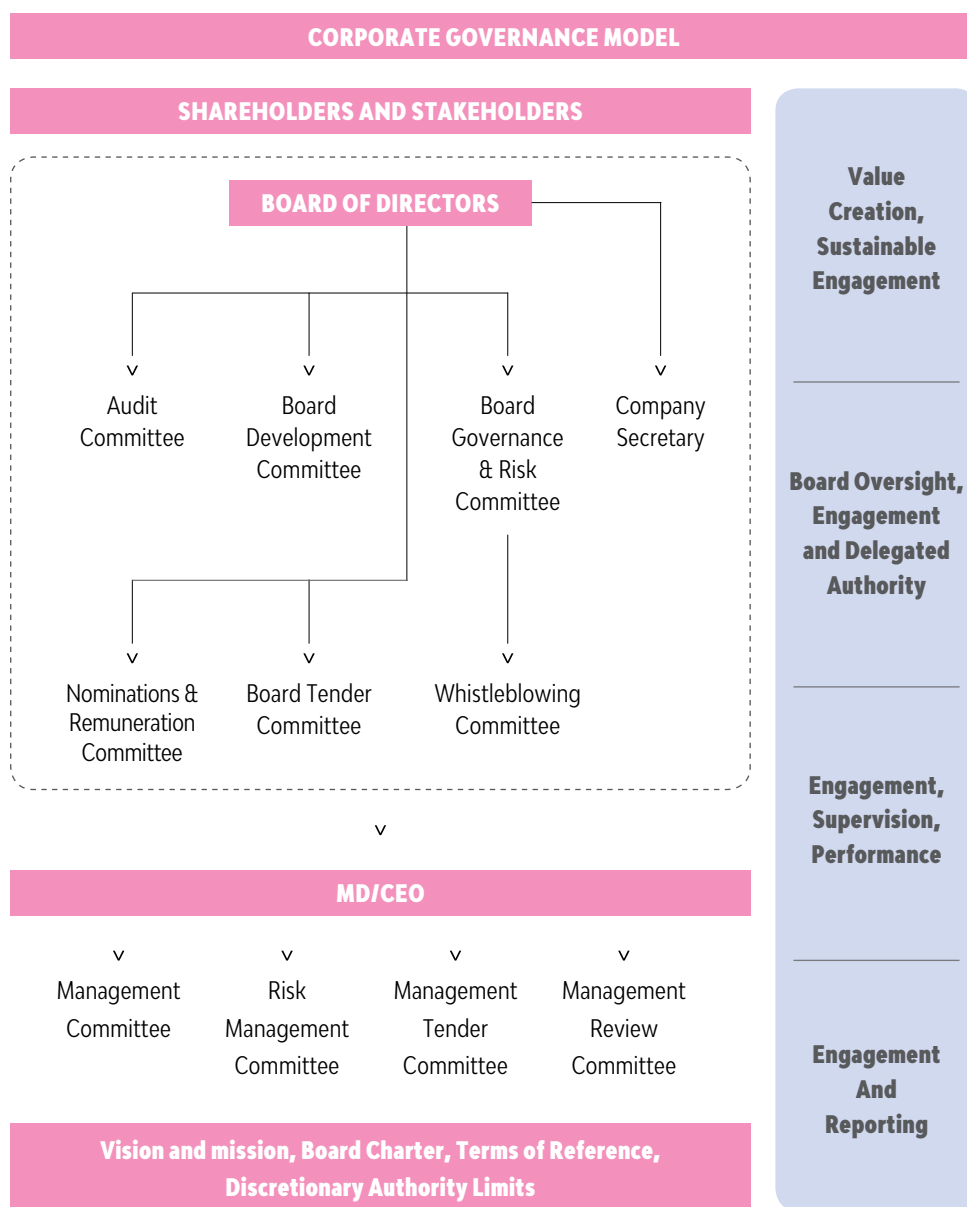 CORPORATE GOVERNANCE MODEL
SHAREHOLDERS AND STAKEHOLDERS
BOARD OF DIRECTORS
Audit
Committee
Board
Development
Committee
Board
Governance
& Risk
Committee
Company
Secretary
Nominations &
Remuneration
Committee
Board Tender
Committee
Whistleblowing
Committee
MD/CEO
Management
Committee
Risk
Management
Committee
Management
Tender
Committee
Management
Review
Committee
Vision and mission, Board Charter, Terms of Reference,
Discretionary Authority Limits
Value
Creation,
Sustainable
Engagement
Board Oversight,
Engagement
and Delegated
Authority
Engagement,
Supervision,
Performance
Engagement
And
Reporting